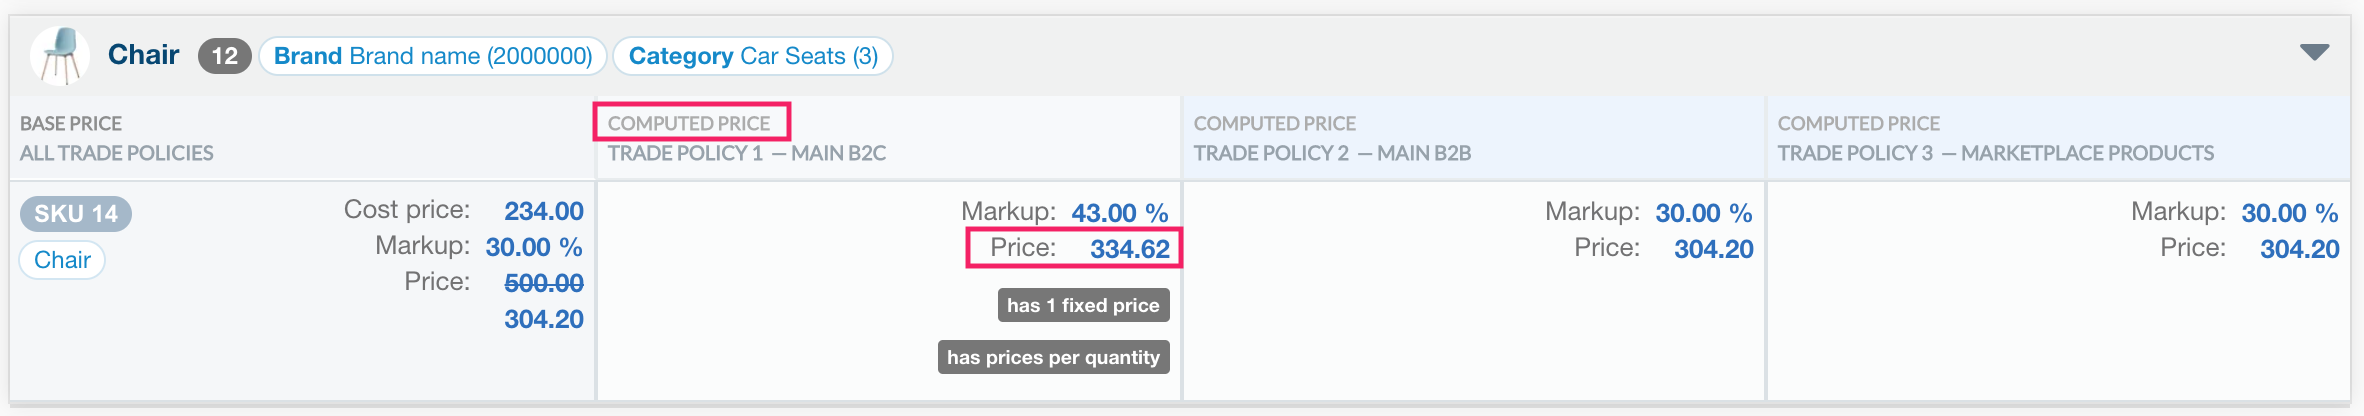 Chair 12 Brand Brand name (2000000) Category Car Seats (3)
BASE PRICE
ALL TRADE POLICIES
COMPUTED PRICE
TRADE POLICY 1 — MAIN B2C
COMPUTED PRICE
TRADE POLICY 2 — MAIN B2B
COMPUTED PRICE
TRADE POLICY 3 — MARKETPLACE PRODUCTS
SKU 14
Chair
Cost price: 234.00
Markup: 30.00 %
Price: 500.00
304.20
Markup: 43.00 %
Price: 334.62
has 1 fixed price
has prices per quantity
Markup: 30.00 %
Price: 304.20
Markup: 30.00 %
Price: 304.20